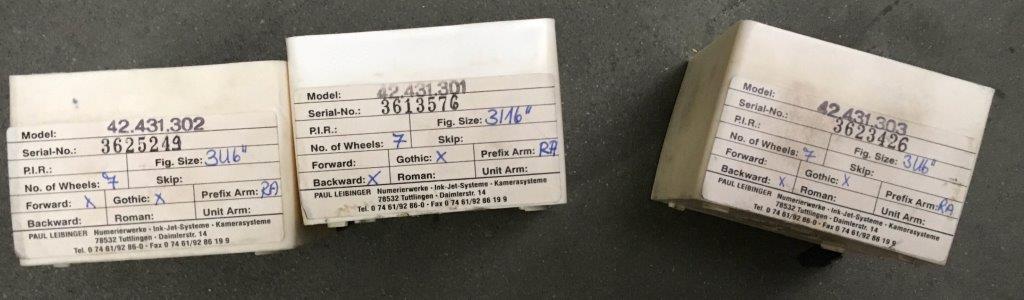 Model: 42.431.302
Serial-No.: 3625249
P.I.R.: Fig. Size: 3/16"
No. of Wheels: 7 Skip:
Forward: X Gothic: X Prefix Arm: RA
Backward: Roman: Unit Arm:
PAUL LEIBINGER Numerierwerke - Ink-Jet-Systeme - Kamerasysteme
78532 Tuttlingen - Daimlerstr. 14
Tel. 0 74 61/92 86-0 - Fax 0 74 61/92 86 19 9
Model: 42.431.301
Serial-No.: 3613576
P.I.R.: Fig. Size: 3/16"
No. of Wheels: 7 Skip:
Forward: Gothic: X Prefix Arm: RA
Backward: X Roman: Unit Arm:
PAUL LEIBINGER Numerierwerke - Ink-Jet-Systeme - Kamerasysteme
78532 Tuttlingen - Daimlerstr. 14
Tel. 0 74 61/92 86-0 - Fax 0 74 61/92 86 19 9
Model: 42.431.303
Serial-No.: 3623426
P.I.R.: Fig. Size: 3/16"
No. of Wheels: 7 Skip:
Forward: Gothic: X Prefix Arm: RA
Backward: X Roman: Unit Arm:
PAUL LEIBINGER Numerierwerke - Ink-Jet-Systeme - Kamerasysteme
78532 Tuttlingen - Daimlerstr. 14
Tel. 0 74 61/92 86-0 - Fax 0 74 61/92 86 19 9